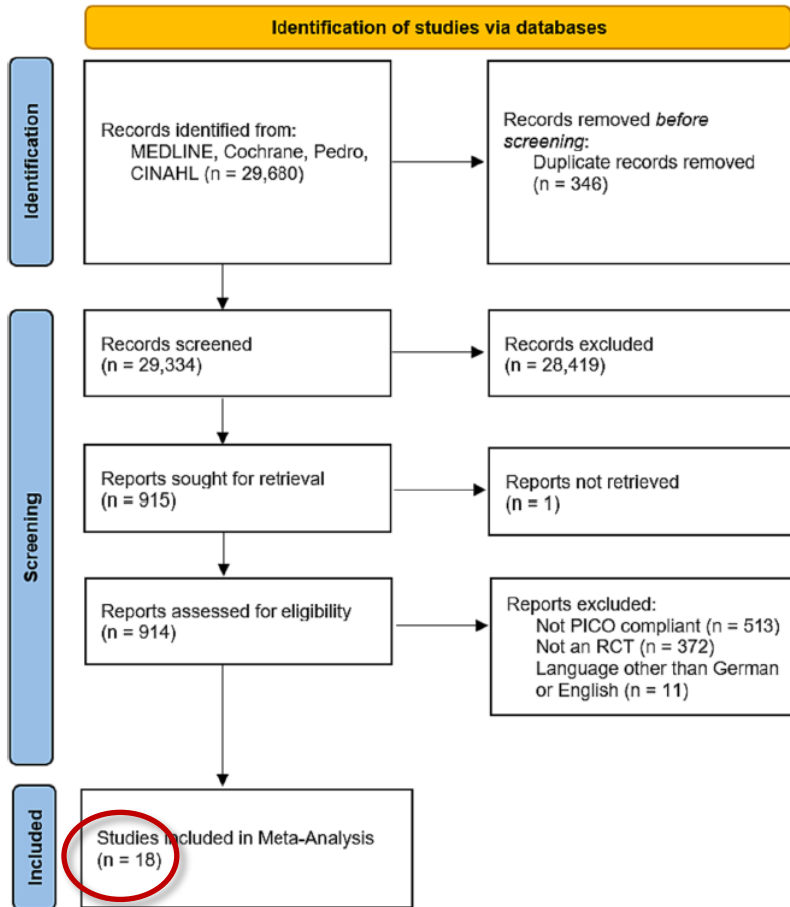 Identification of studies via databases
Identification
Records identified from:
MEDLINE, Cochrane, Pedro,
CINAHL (n = 29,680)
Records removed before
screening:
Duplicate records removed
(n = 346)
Screening
Records screened
(n = 29,334)
Records excluded
(n = 28,419)
Reports sought for retrieval
(n = 915)
Reports not retrieved
(n = 1)
Reports assessed for eligibility
(n = 914)
Reports excluded:
Not PICO compliant (n = 513)
Not an RCT (n = 372)
Language other than German
or English (n = 11)
Included
Studies included in Meta-Analysis
(n = 18)